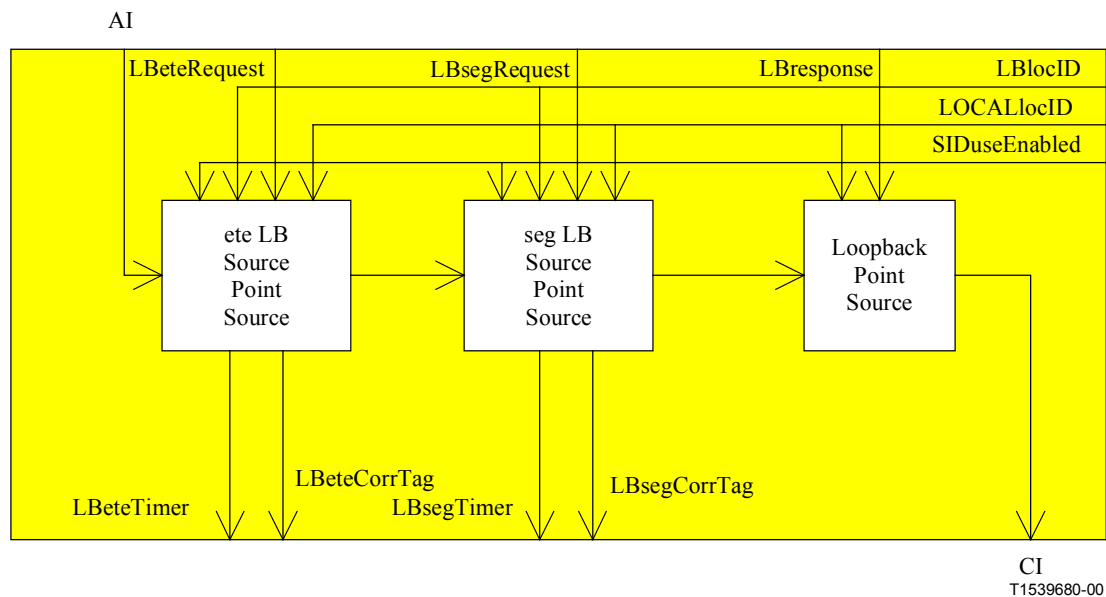 AI
LBeteRequest
LBsegRequest
LBresponse
LBlocID
LOCALlocID
SIDuseEnabled
ete LB
Source
Point
Source
seg LB
Source
Point
Source
Loopback
Point
Source
LBeteTimer
LBeteCorrTag
LBsegTimer
LBsegCorrTag
CI
T1539680-00